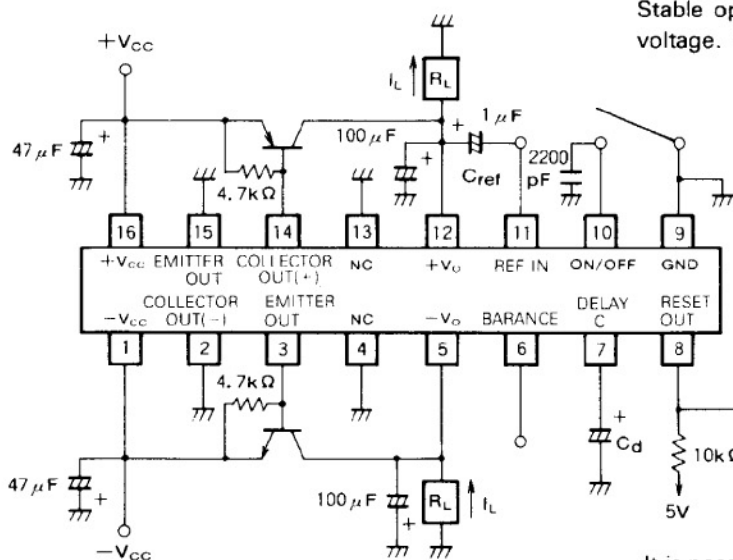 Stable op
voltage.
+Vcc
IL
RL
1μF
+
47μF
+
100μF
+
Cref
2200
pF
4.7kΩ
16
15
14
13
12
11
10
9
+Vcc
EMITTER
OUT
COLLECTOR
OUT(+)
NC
+Vo
REF IN
ON/OFF
GND
-Vcc
COLLECTOR
OUT(-)
EMITTER
OUT
NC
-Vo
BARANCE
DELAY
C
RESET
OUT
1
2
3
4
5
6
7
8
4.7kΩ
+
Cd
10kΩ
47μF
+
100μF
+
RL
IL
5V
-Vcc